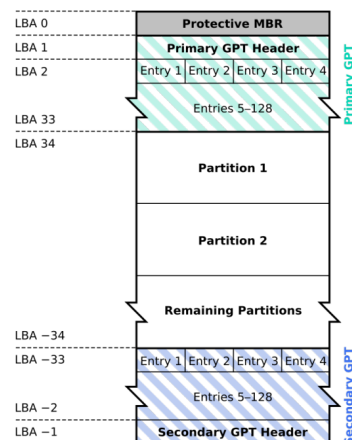 LBA 0
Protective MBR
LBA 1
Primary GPT Header
LBA 2
Entry 1 Entry 2 Entry 3 Entry 4
Entries 5–128
LBA 33
LBA 34
Primary GPT
Partition 1
Partition 2
Remaining Partitions
LBA −34
LBA −33
Entry 1 Entry 2 Entry 3 Entry 4
Entries 5–128
LBA −2
LBA −1
Secondary GPT Header
GPT